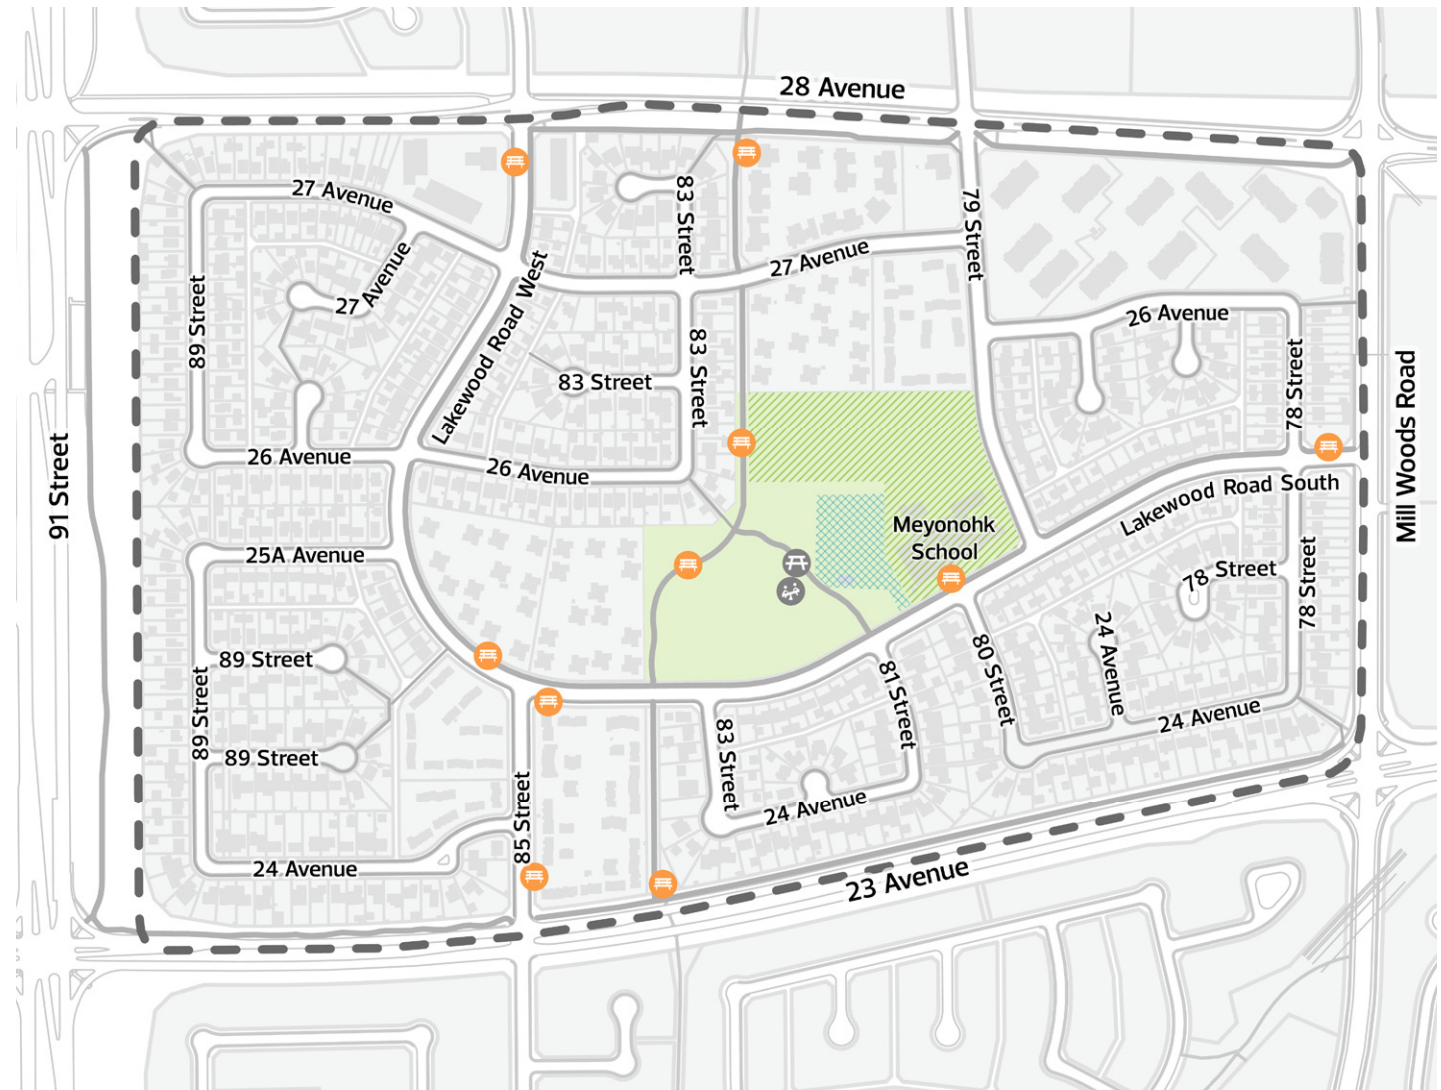 28 Avenue
27 Avenue
83 Street
79 Street
27 Avenue
27 Avenue
89 Street
Lakewood Road West
26 Avenue
83 Street
78 Street
83 Street
Mill Woods Road
91 Street
26 Avenue
26 Avenue
Lakewood Road South
Meyonohk
School
25A Avenue
78 Street
78 Street
24 Avenue
89 Street
80 Street
81 Street
89 Street
24 Avenue
83 Street
89 Street
85 Street
24 Avenue
24 Avenue
23 Avenue